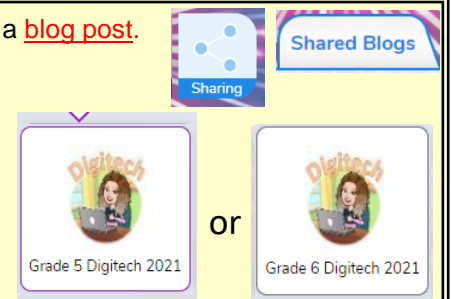 a blog post.
Sharing
Shared Blogs
Digitech
Grade 5 Digitech 2021
or
Digitech
Grade 6 Digitech 2021